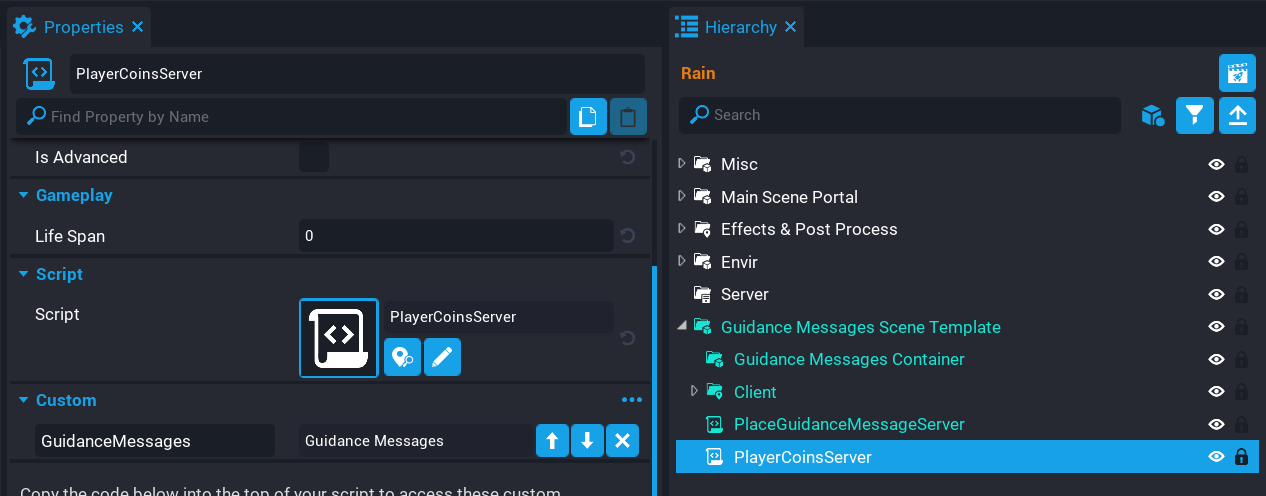 Properties
PlayerCoinsServer
Find Property by Name
Is Advanced
Gameplay
Life Span
0
Script
Script
PlayerCoinsServer
Custom
GuidanceMessages
Guidance Messages
Copy the code below into the top of your script to access these custom
Hierarchy
Rain
Search
Misc
Main Scene Portal
Effects & Post Process
Envir
Server
Guidance Messages Scene Template
Guidance Messages Container
Client
PlaceGuidanceMessageServer
PlayerCoinsServer